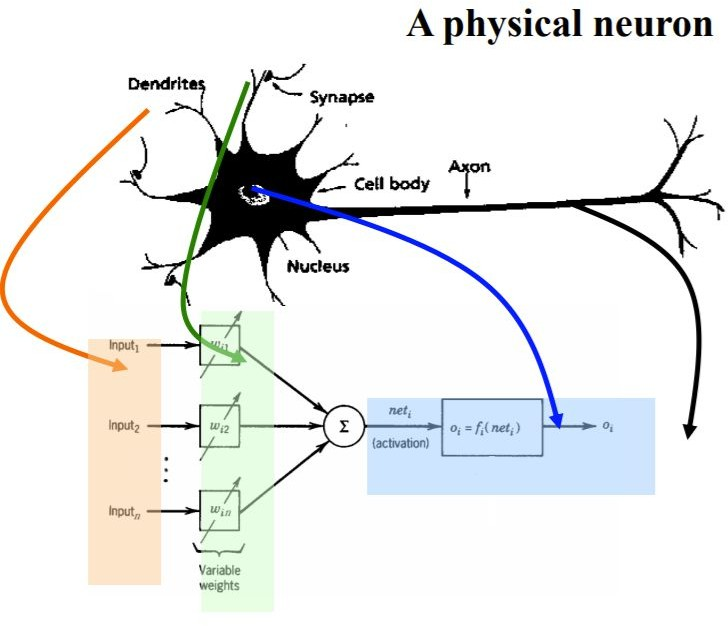 A physical neuron
Dendrites
Synapse
Axon
Cell body
Nucleus
Input1
wi1
neti
Input2
wi2
Σ
oi = fi(neti)
oi
(activation)
Inputn
win
Variable
weights